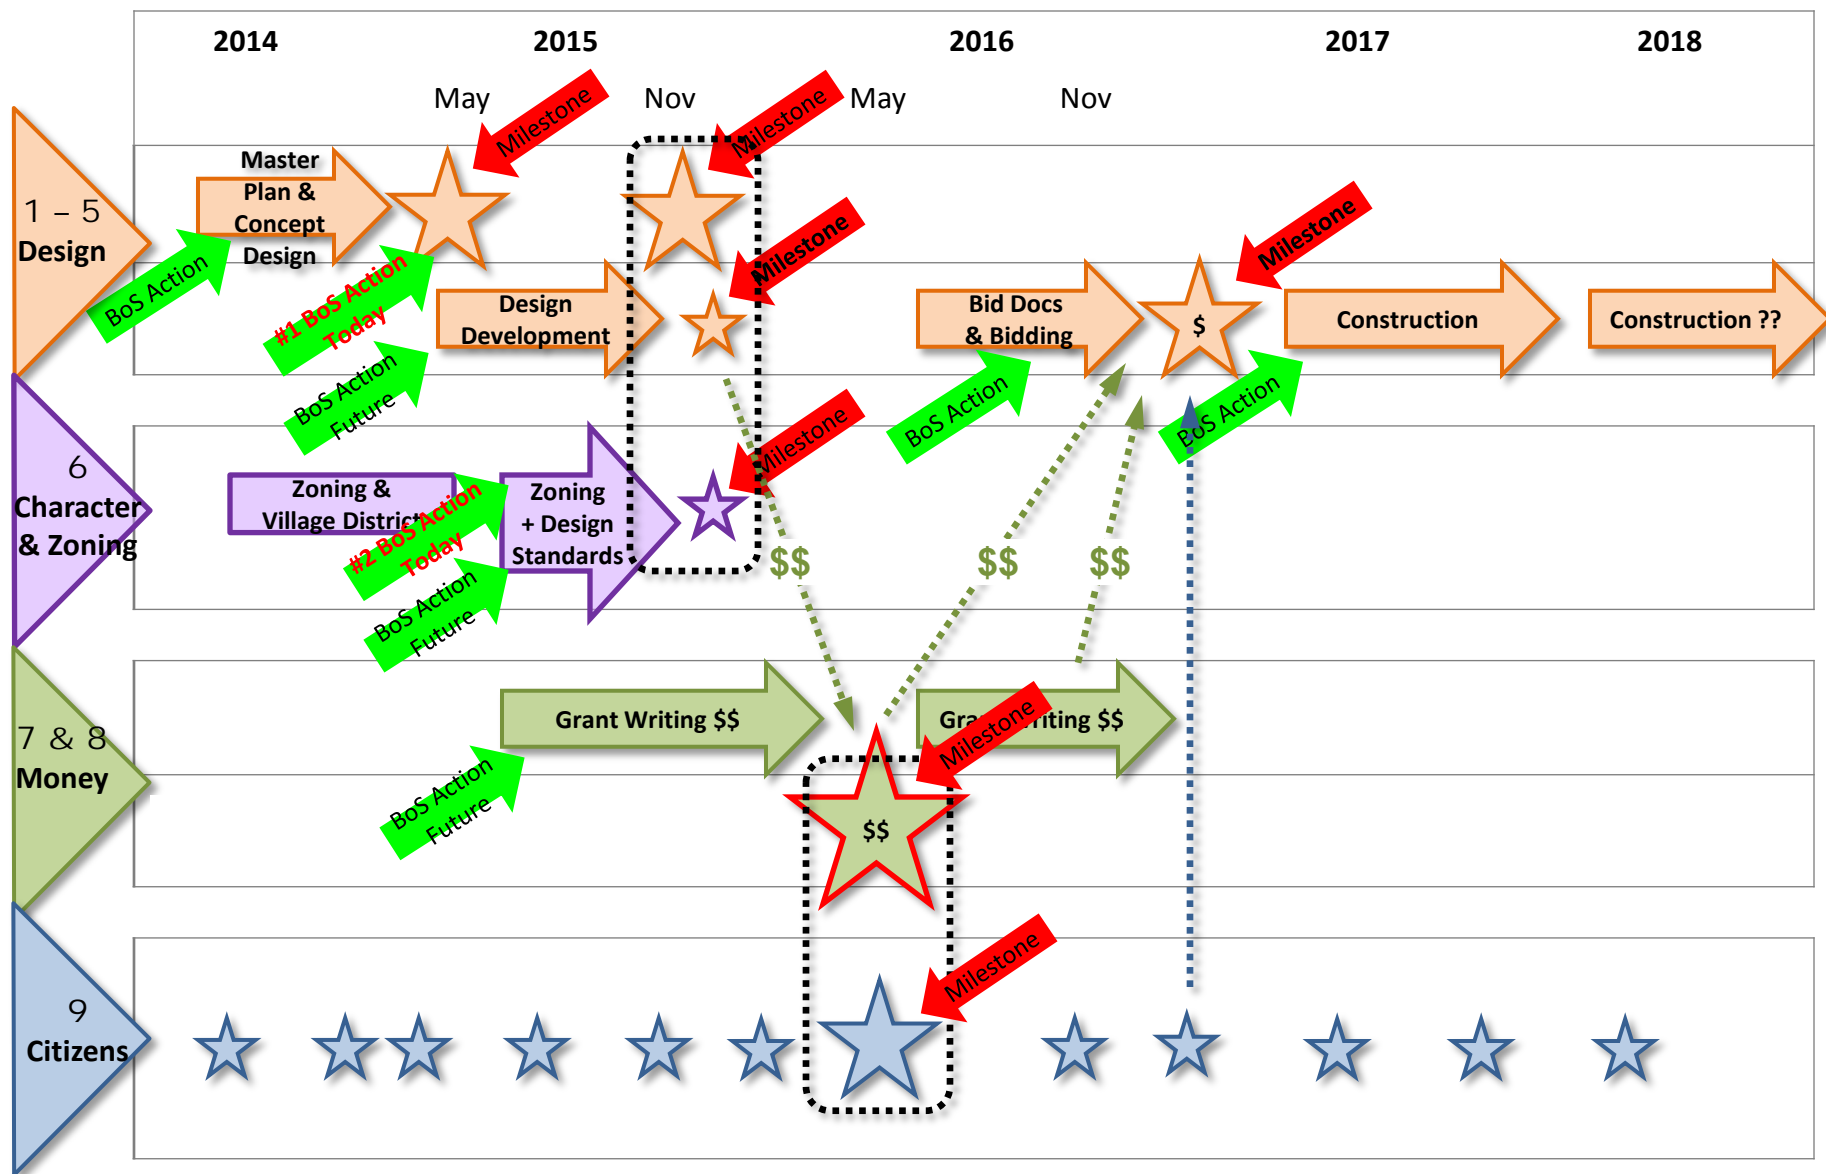 2014
2015
2016
2017
2018
May
Nov
May
Nov
Milestone
Milestone
1 – 5
Design
Master
Plan &
Concept
Design
BoS Action
#1 BoS Action
Today
BoS Action
Future
Design
Development
Milestone
Bid Docs
& Bidding
BoS Action
$
Milestone
BoS Action
Construction
Construction ??
6
Character
& Zoning
Zoning &
Village District
#2 BoS Action
Today
BoS Action
Future
Zoning
+ Design
Standards
Milestone
$$
$$
$$
7 & 8
Money
Grant Writing $$
BoS Action
Future
Grant Writing $$
Milestone
$$
9
Citizens
Milestone